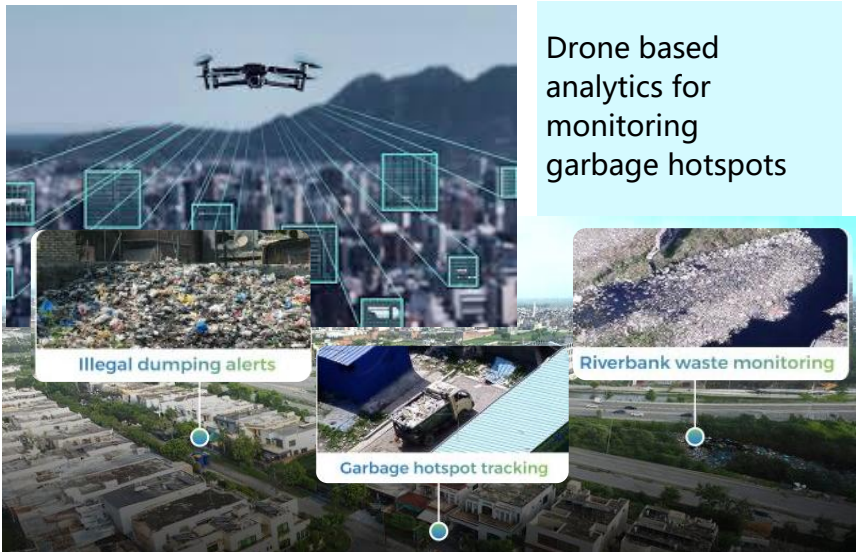 Drone based
analytics for
monitoring
garbage hotspots
Illegal dumping alerts
Riverbank waste monitoring
Garbage hotspot tracking